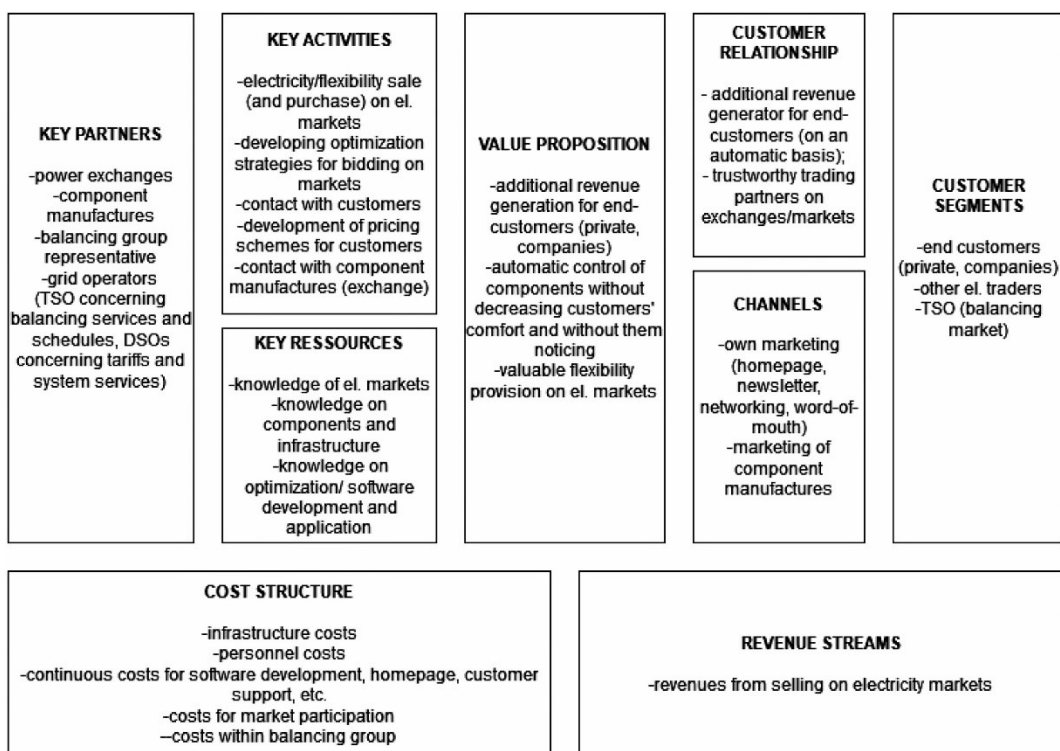 KEY PARTNERS
-power exchanges
-component
manufactures
-balancing group
representative
-grid operators
(TSO concerning
balancing services and
schedules, DSOs
concerning tariffs and
system services)
KEY ACTIVITIES
-electricity/flexibility sale
(and purchase) on el.
markets
-developing optimization
strategies for bidding on
markets
-contact with customers
-development of pricing
schemes for customers
-contact with component
manufactures (exchange)
KEY RESSOURCES
-knowledge of el. markets
-knowledge on
components and
infrastructure
-knowledge on
optimization/ software
development and
application
VALUE PROPOSITION
-additional revenue
generation for end-
customers (private,
companies)
-automatic control of
components without
decreasing customers'
comfort and without them
noticing
-valuable flexibility
provision on el. markets
CUSTOMER
RELATIONSHIP
- additional revenue
generator for end-
customers (on an
automatic basis);
- trustworthy trading
partners on
exchanges/markets
CHANNELS
-own marketing
(homepage,
newsletter,
networking, word-of-
mouth)
-marketing of
component
manufactures
CUSTOMER
SEGMENTS
-end customers
(private, companies)
-other el. traders
-TSO (balancing
market)
COST STRUCTURE
-infrastructure costs
-personnel costs
-continuous costs for software development, homepage, customer
support, etc.
-costs for market participation
--costs within balancing group
REVENUE STREAMS
-revenues from selling on electricity markets